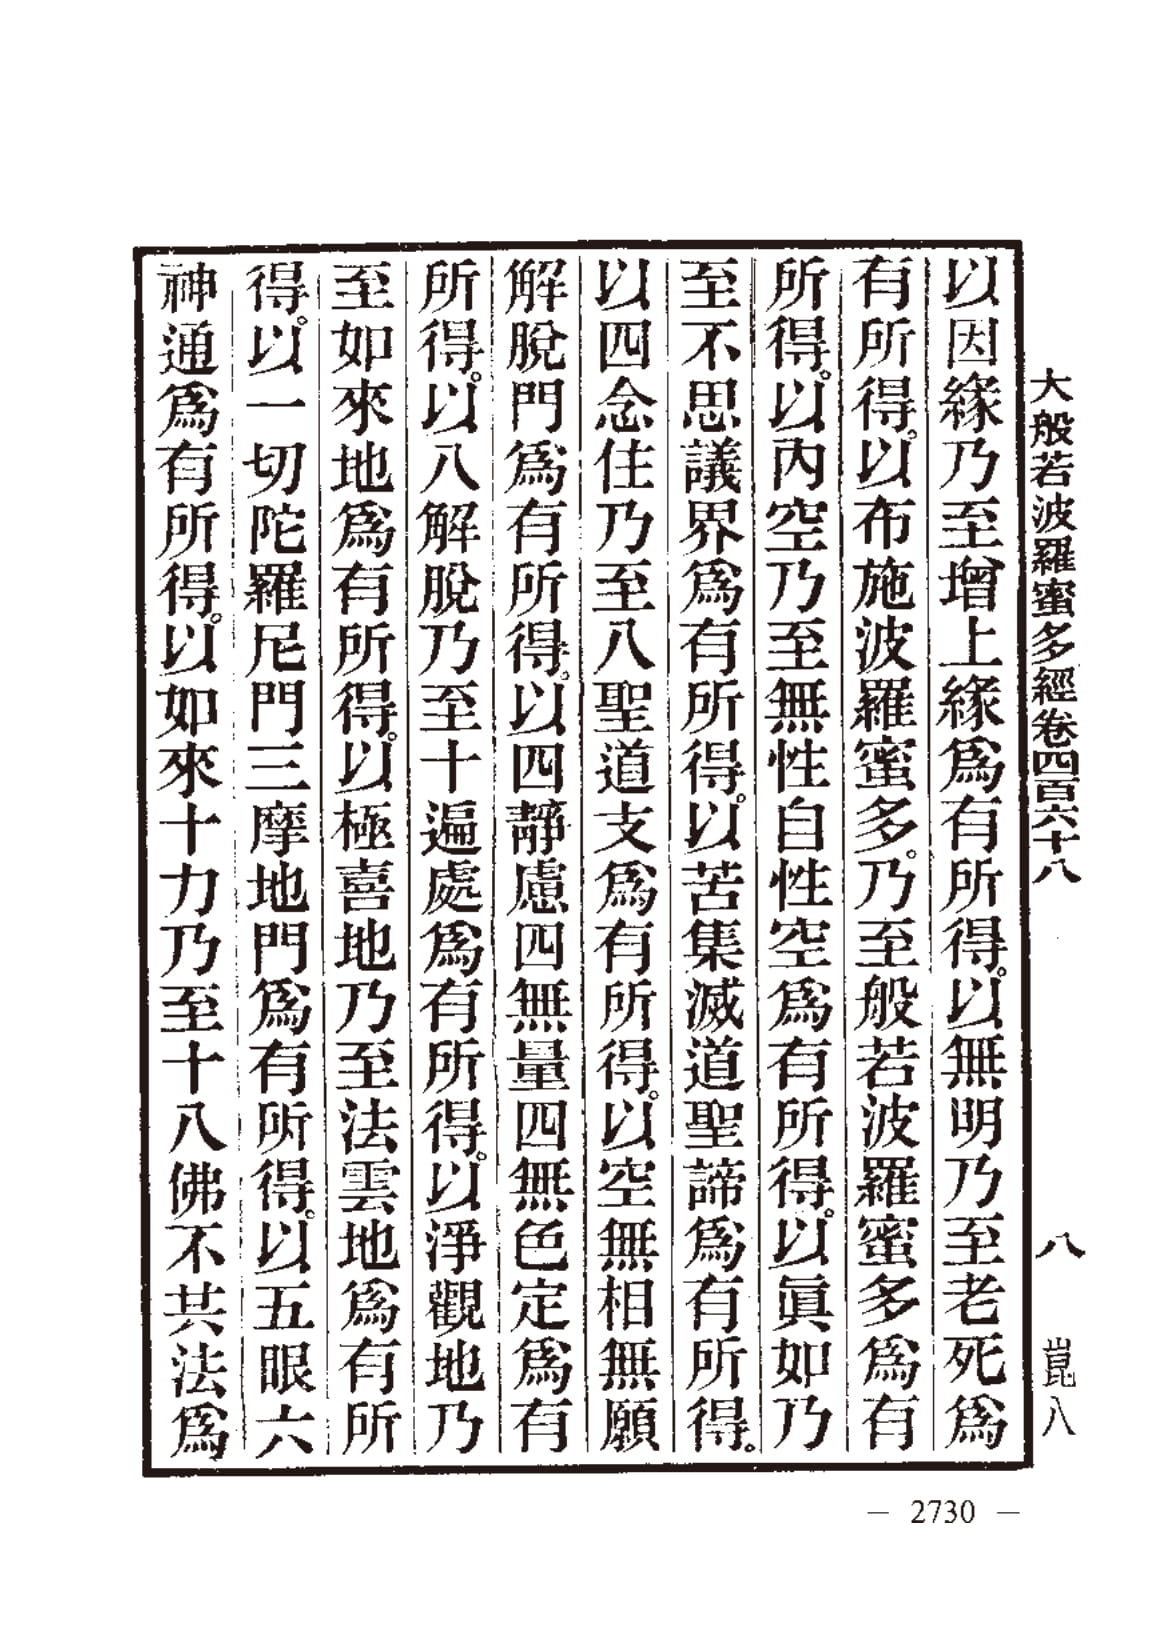 大般若波羅蜜多經卷四百六十八　八　崑八
以因緣乃至增上緣爲有所得。以無明乃至老死爲
有所得。以布施波羅蜜多。乃至般若波羅蜜多爲有
所得。以內空乃至無性自性空爲有所得。以眞如乃
至不思議界爲有所得。以苦集滅道聖諦爲有所得。
以四念住乃至八聖道支爲有所得。以空無相無願
解脫門爲有所得。以四靜慮四無量四無色定爲有
所得。以八解脫乃至十遍處爲有所得。以淨觀地乃
至如來地爲有所得。以極喜地乃至法雲地爲有所
得。以一切陀羅尼門三摩地門爲有所得。以五眼六
神通爲有所得。以如來十力乃至十八佛不共法爲
— 2730 —